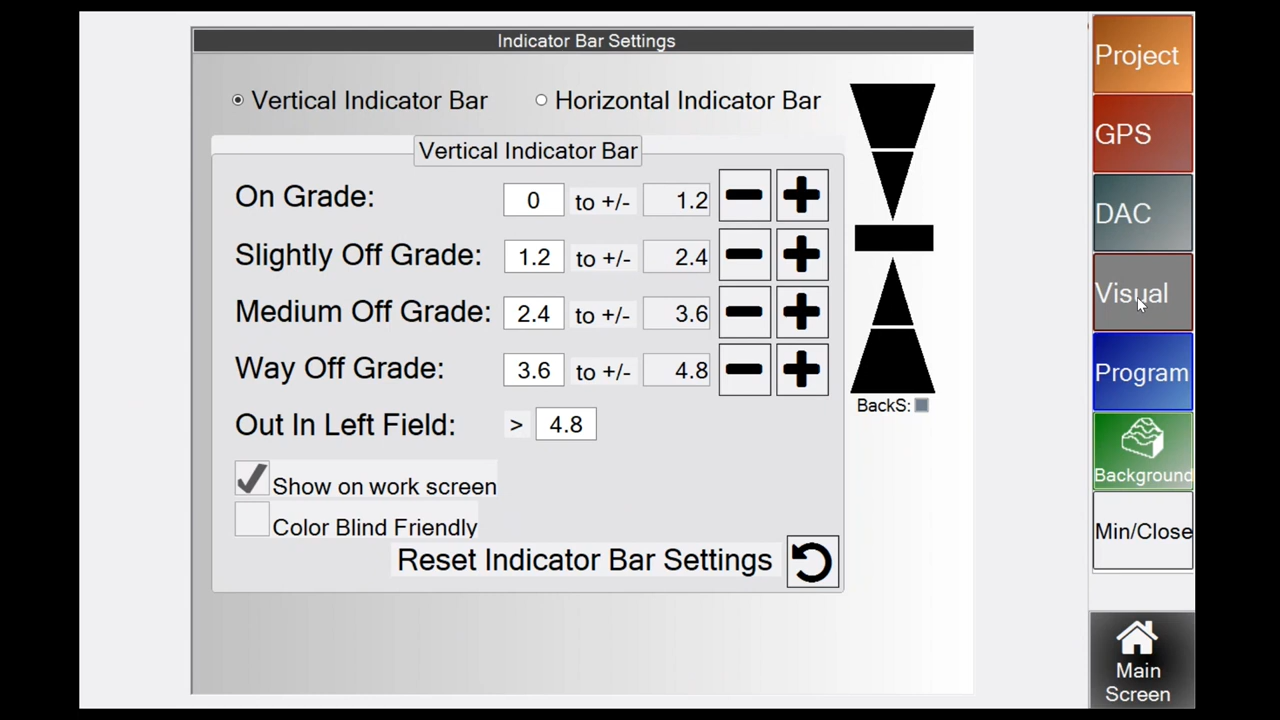 Indicator Bar Settings
Vertical Indicator Bar
Horizontal Indicator Bar
Vertical Indicator Bar
On Grade: 0 to +/- 1.2
Slightly Off Grade: 1.2 to +/- 2.4
Medium Off Grade: 2.4 to +/- 3.6
Way Off Grade: 3.6 to +/- 4.8
Out In Left Field: > 4.8
Show on work screen
Color Blind Friendly
Reset Indicator Bar Settings
BackS:
Project
GPS
DAC
Visual
Program
Background
Min/Close
Main
Screen